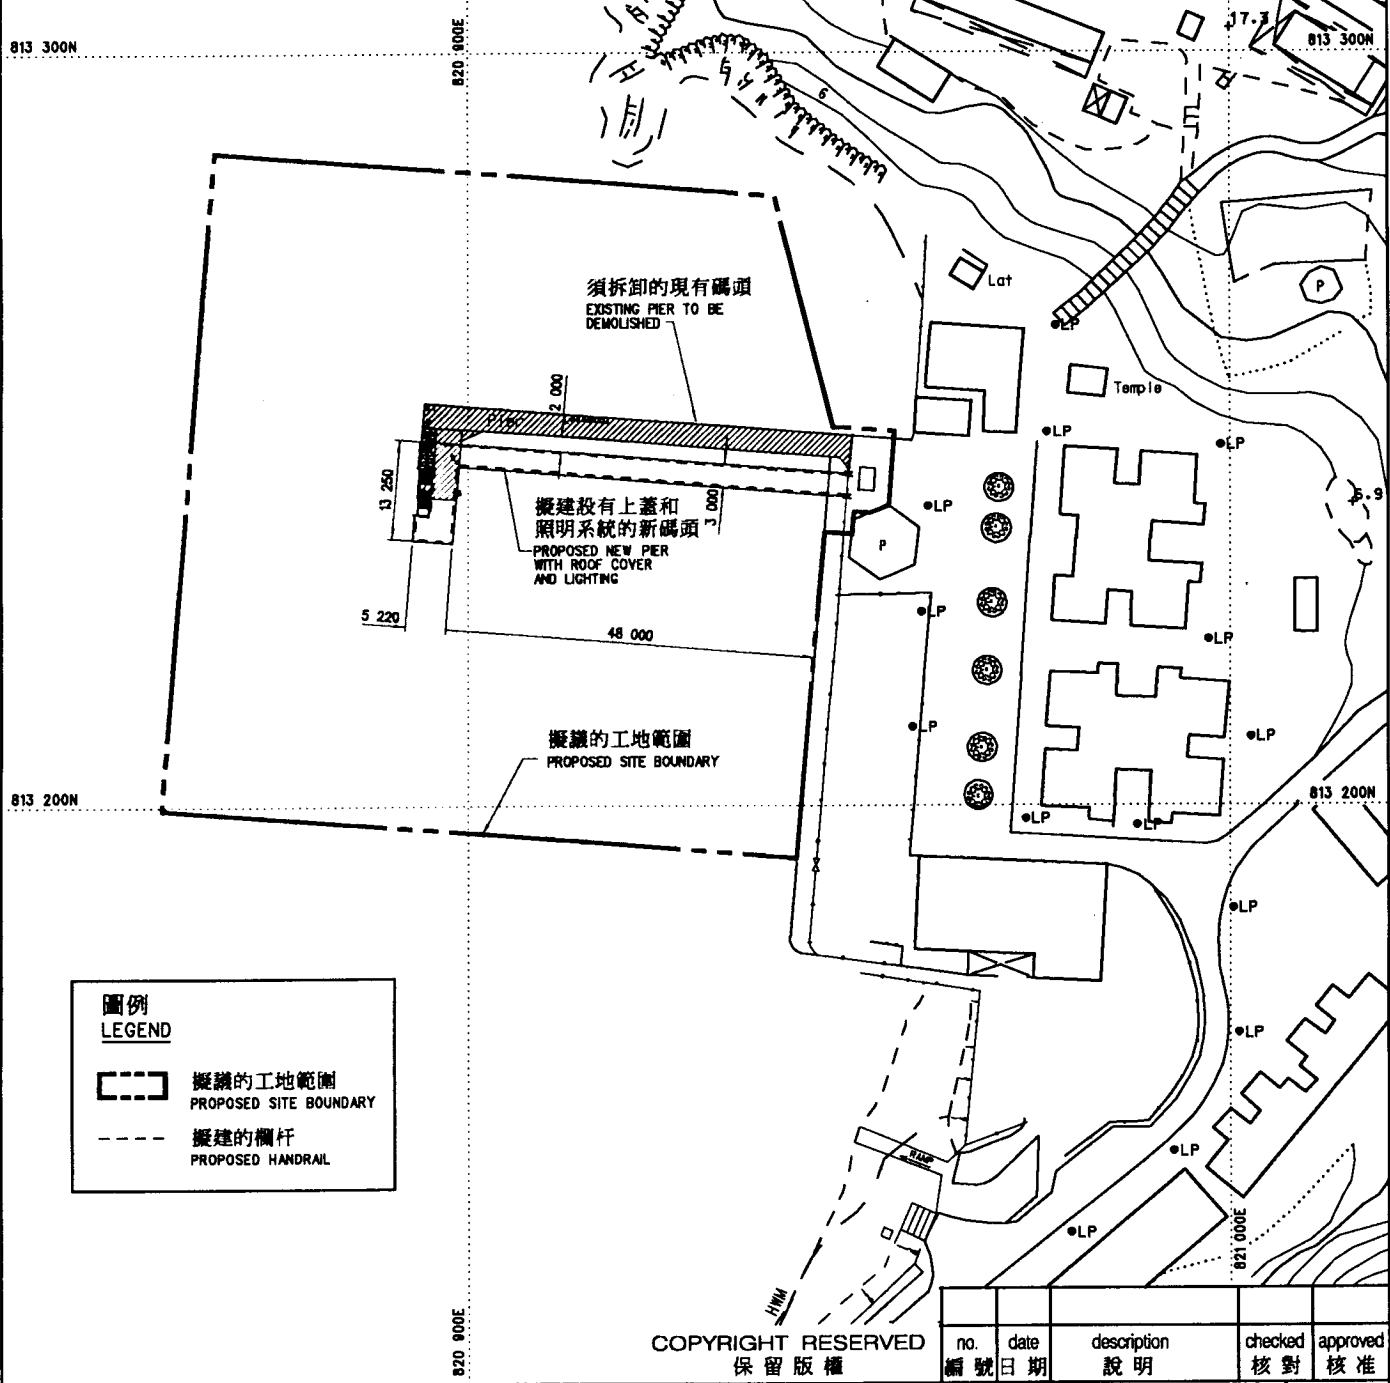 813 300N
820 900E
17.3
813 300N
6
Lat
P
LP
須拆卸的現有碼頭
EXISTING PIER TO BE
DEMOLISHED
Temple
2 000
Pier
LP
LP
13 250
擬建設有上蓋和
照明系統的新碼頭
PROPOSED NEW PIER
WITH ROOF COVER
AND LIGHTING
3 000
LP
6.9
P
5 220
48 000
LP
LP
LP
LP
擬議的工地範圍
PROPOSED SITE BOUNDARY
813 200N
813 200N
LP
LP
LP
圖例
LEGEND
擬議的工地範圍
PROPOSED SITE BOUNDARY
擬建的欄杆
PROPOSED HANDRAIL
LP
LP
RAMP
LP
821 000E
HWM
820 900E
COPYRIGHT RESERVED
保留版權
no. date description checked approved
編號 日期 說明 核對 核准